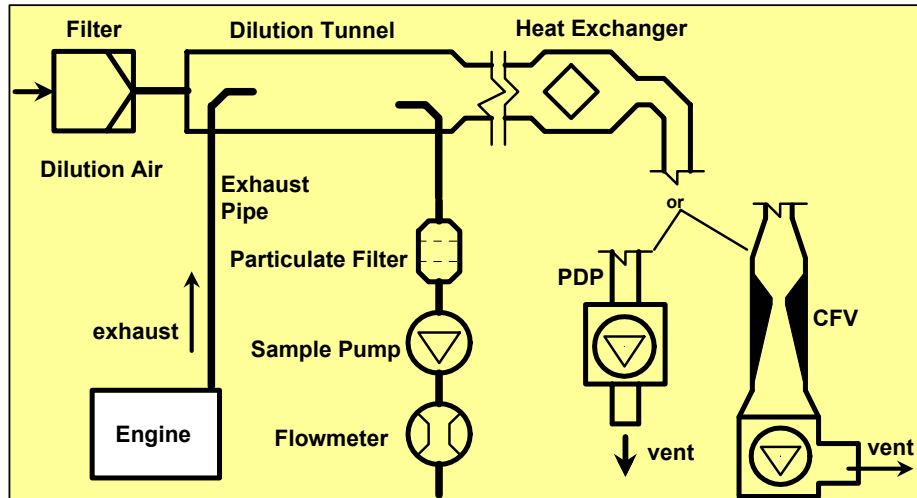 Filter
Dilution Tunnel
Heat Exchanger
Dilution Air
Exhaust
Pipe
or
Particulate Filter
PDP
CFV
exhaust
Sample Pump
Engine
Flowmeter
vent
vent